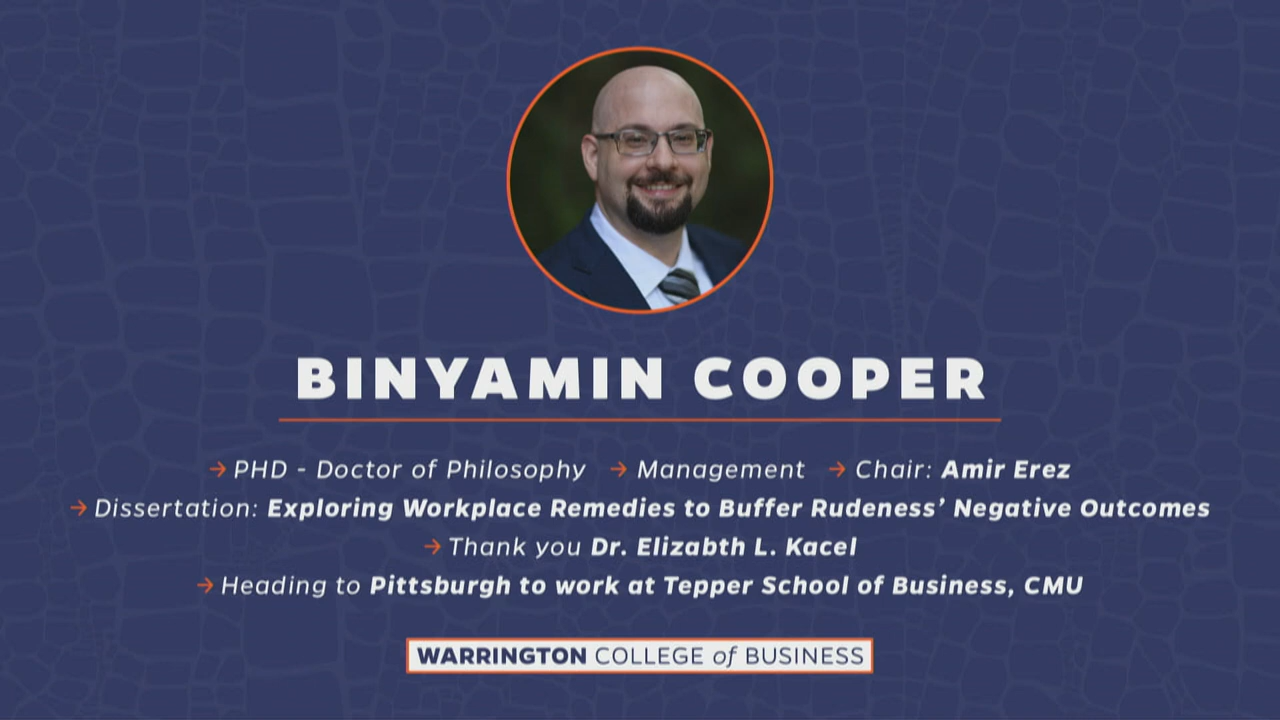 BINYAMIN COOPER
→ PHD - Doctor of Philosophy → Management → Chair: Amir Erez
→ Dissertation: Exploring Workplace Remedies to Buffer Rudeness’ Negative Outcomes
→ Thank you Dr. Elizabth L. Kacel
→ Heading to Pittsburgh to work at Tepper School of Business, CMU
WARRINGTON COLLEGE of BUSINESS